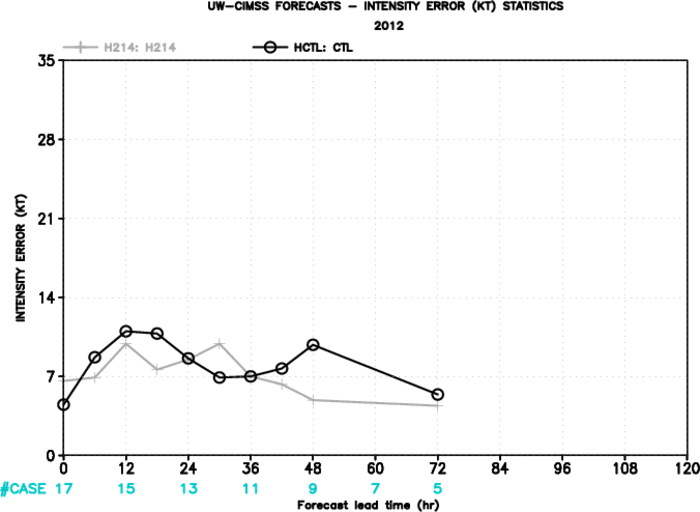 UW-CIMSS FORECASTS - INTENSITY ERROR (KT) STATISTICS
2012
H214: H214 HCTL: CTL
35
28
21
14
7
0
INTENSITY ERROR (KT)
0 12 24 36 48 60 72 84 96 108 120
#CASE 17 15 13 11 9 7 5
Forecast lead time (hr)